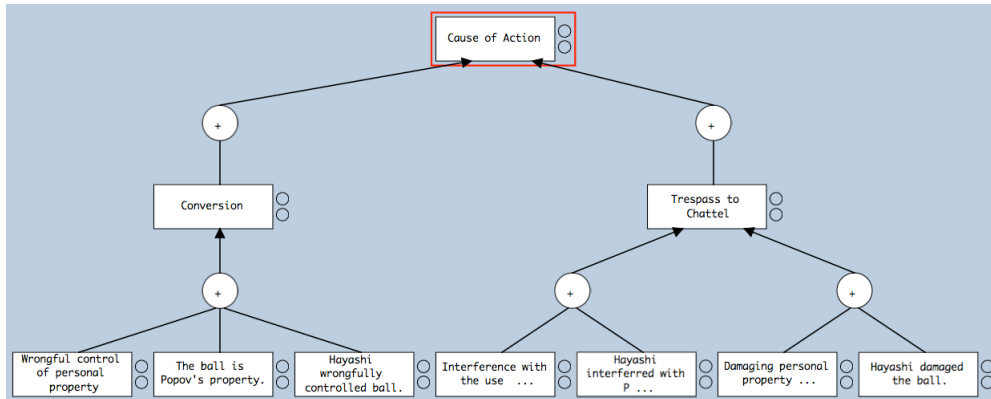 Cause of Action
+
+
Conversion
Trespass to
Chattel
+
+
+
Wrongful control
of personal
property
The ball is
Popov's property.
Hayashi
wrongfully
controlled ball.
Interference with
the use ...
Hayashi
interferred with
P ...
Damaging personal
property ...
Hayashi damaged
the ball.